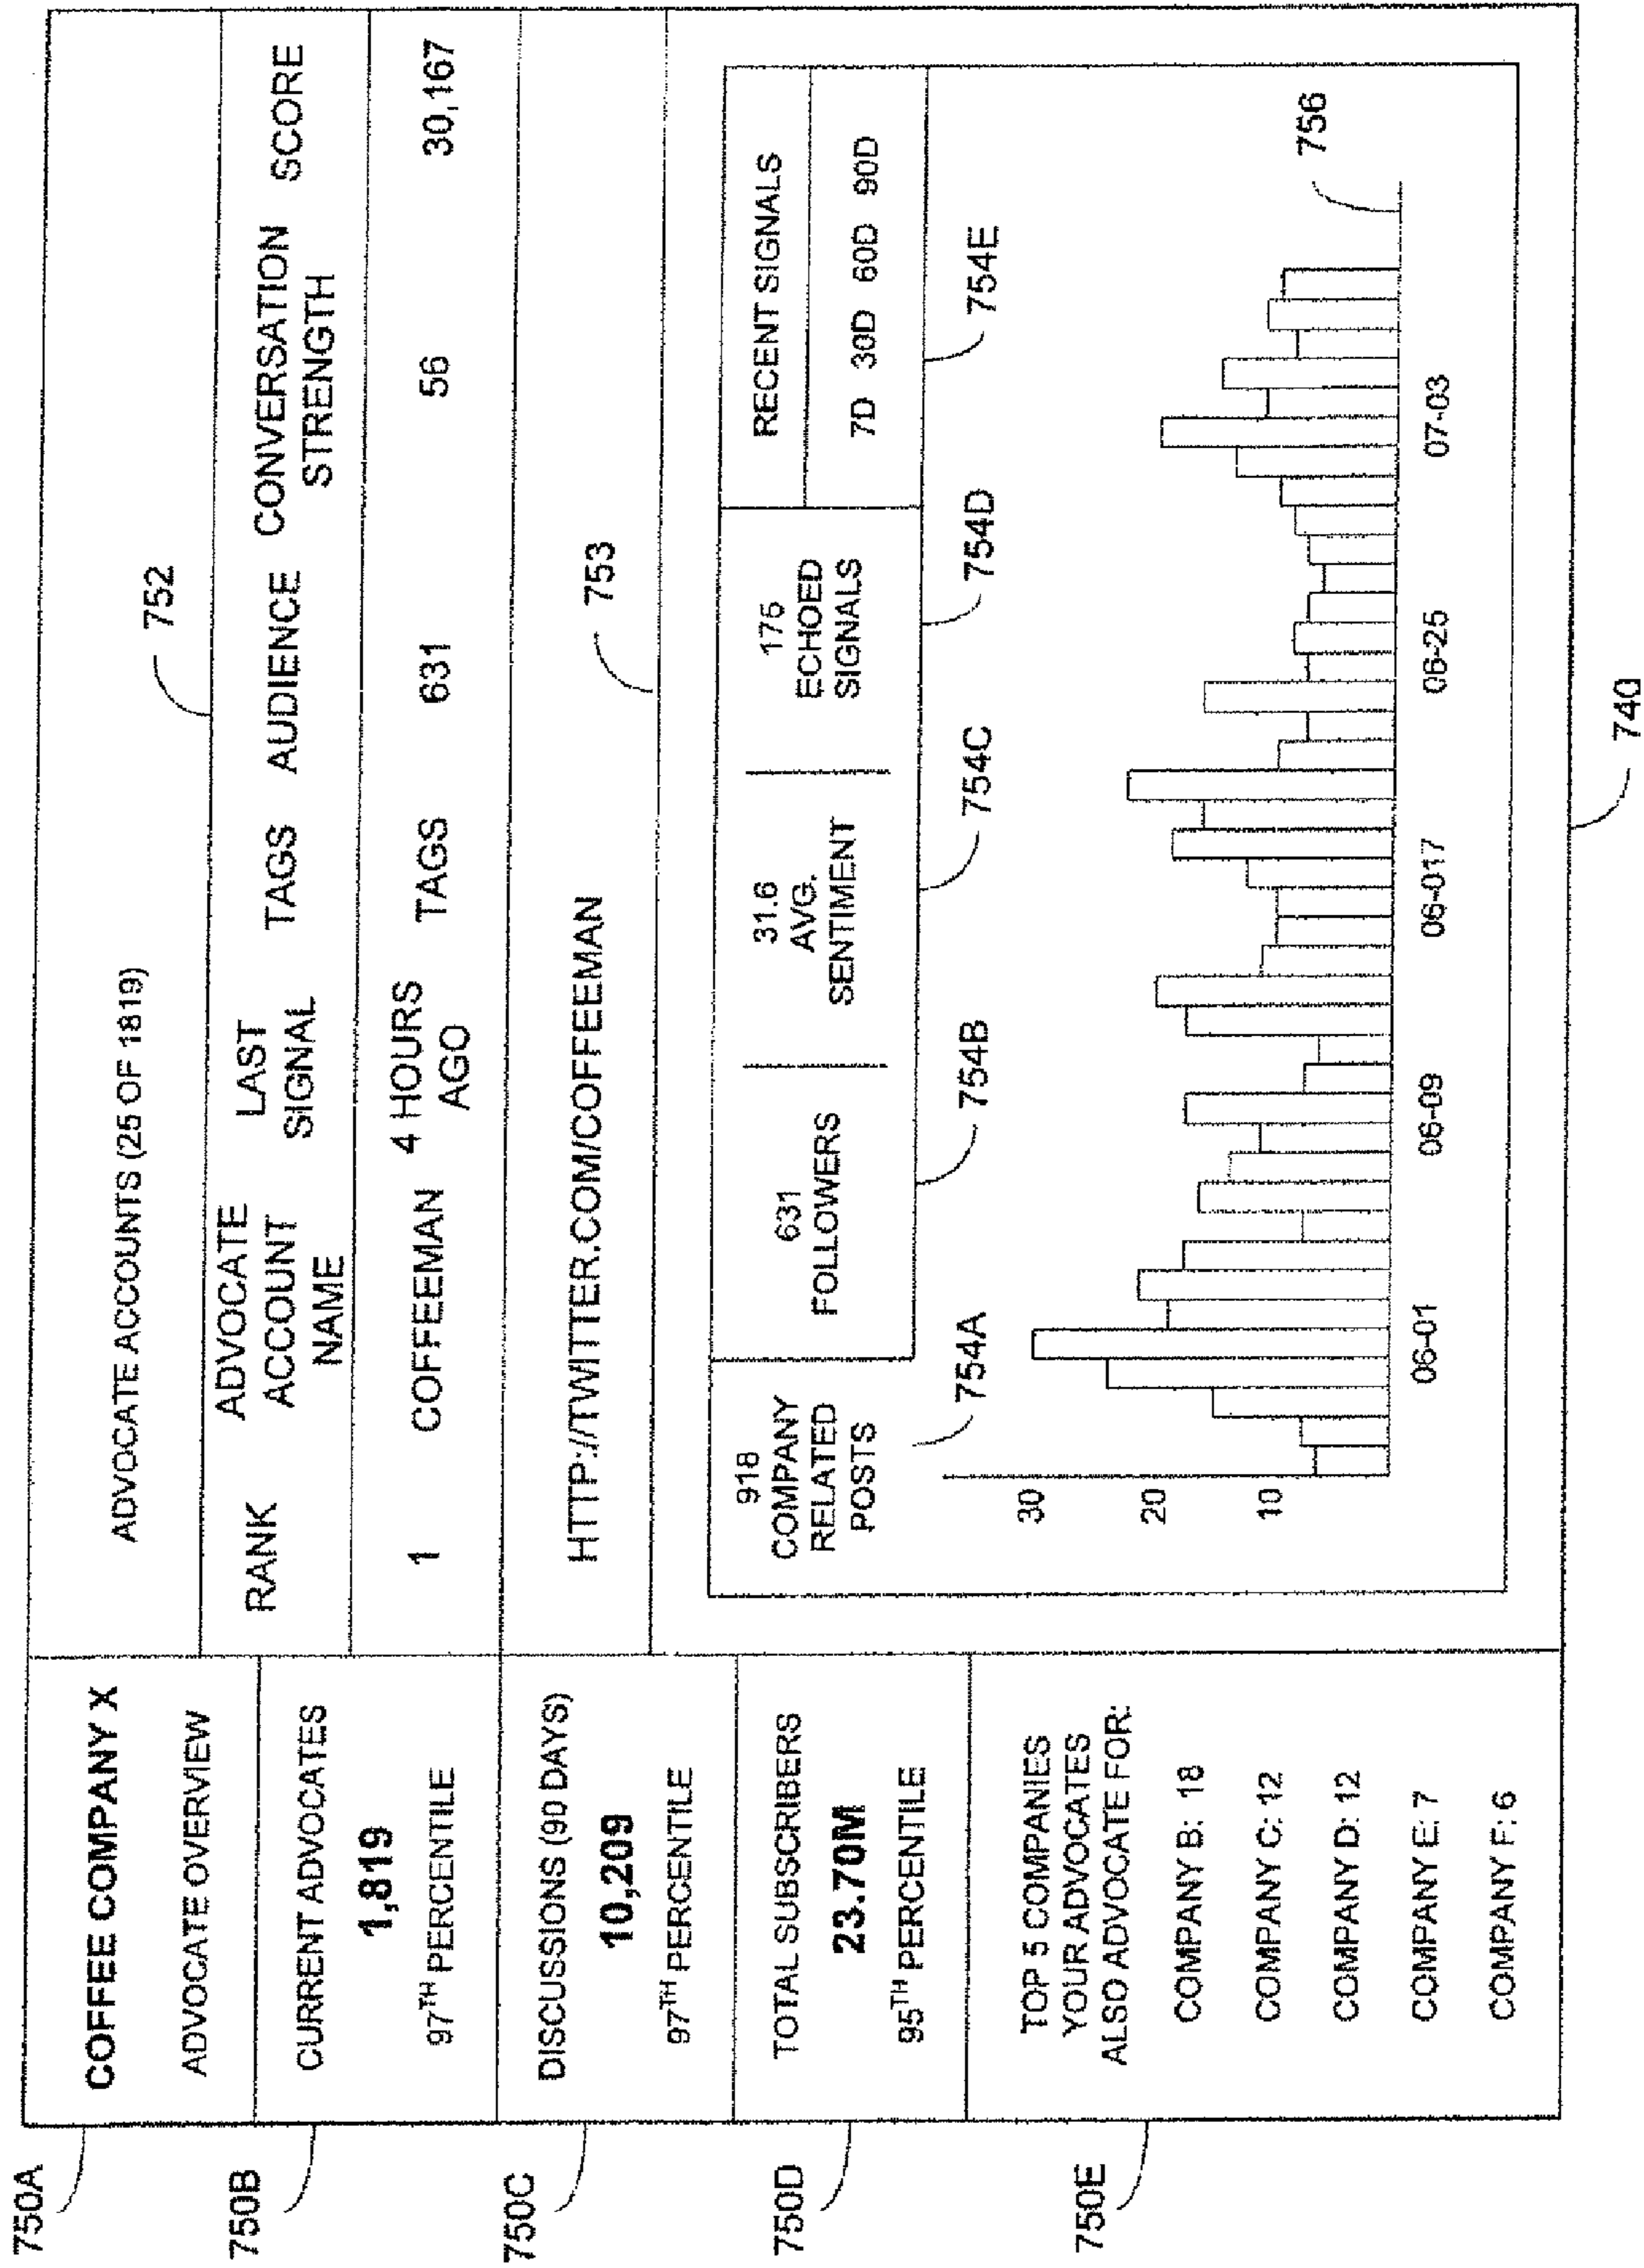 750A
COFFEE COMPANY X
ADVOCATE OVERVIEW
750B
CURRENT ADVOCATES
1,819
97TH PERCENTILE
750C
DISCUSSIONS (90 DAYS)
10,209
97TH PERCENTILE
750D
TOTAL SUBSCRIBERS
23.70M
95TH PERCENTILE
750E
TOP 5 COMPANIES
YOUR ADVOCATES
ALSO ADVOCATE FOR:
COMPANY B: 18
COMPANY C: 12
COMPANY D: 12
COMPANY E: 7
COMPANY F: 6
ADVOCATE ACCOUNTS (25 OF 1819)
752
RANK
ADVOCATE
ACCOUNT
NAME
LAST
SIGNAL
TAGS
AUDIENCE
CONVERSATION
STRENGTH
SCORE
1
COFFEEMAN
4 HOURS
AGO
TAGS
631
56
30,167
HTTP://TWITTER.COM/COFFEEMAN
753
918
COMPANY
RELATED
POSTS
631
FOLLOWERS
31.6
AVG.
SENTIMENT
175
ECHOED
SIGNALS
RECENT SIGNALS
7D 30D 60D 90D
754A
754B
754C
754D
754E
30
20
10
756
06-01
06-09
06-017
06-25
07-03
740